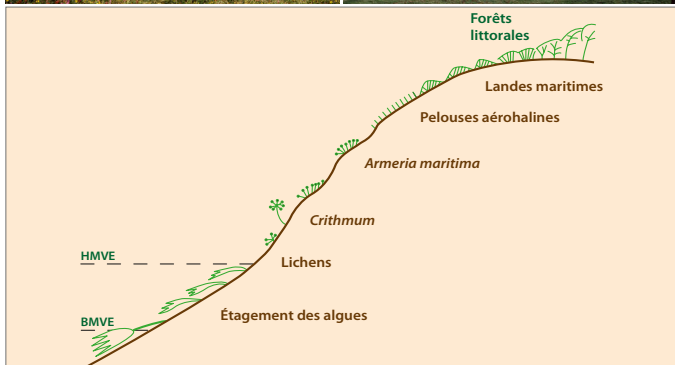 Forêts
littorales
Landes maritimes
Pelouses aérohalines
Armeria maritima
Crithmum
HMVE
Lichens
Étagement des algues
BMVE